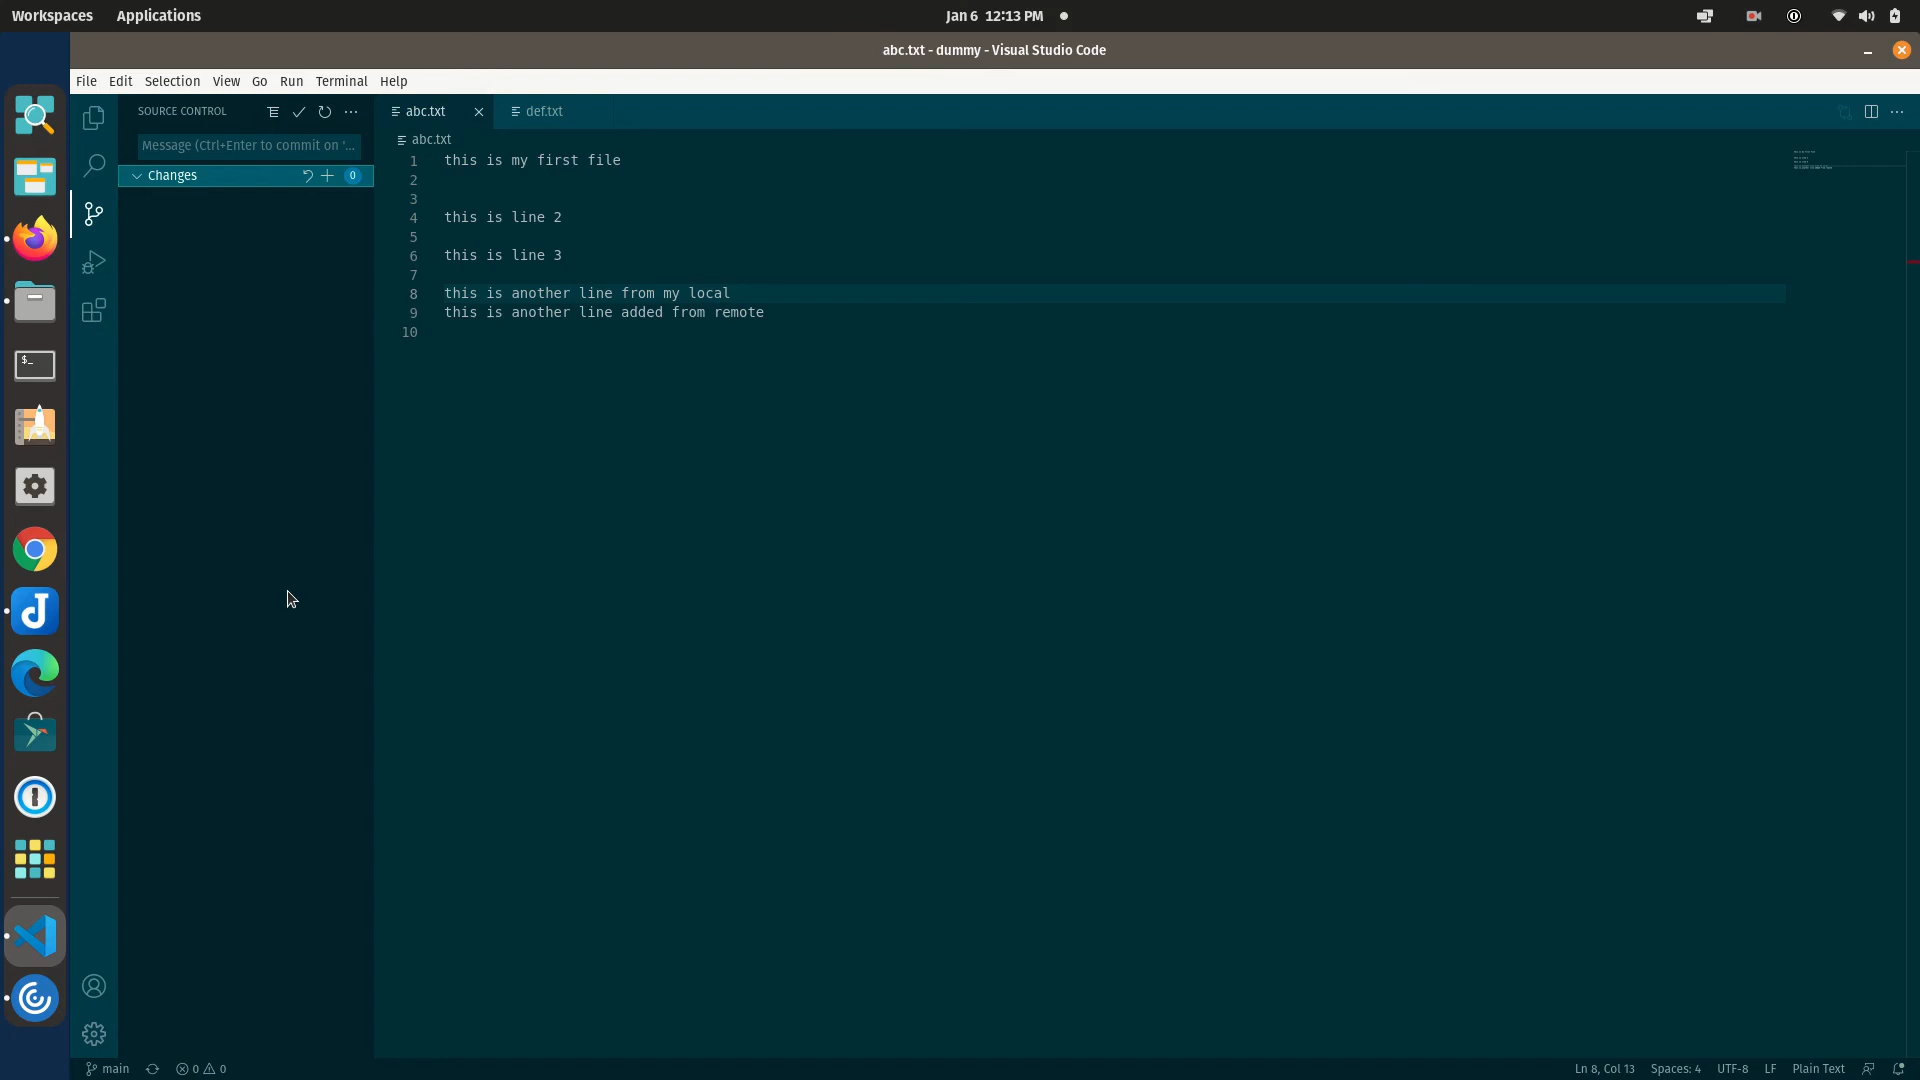 Workspaces Applications Jan 6 12:13 PM
abc.txt - dummy - Visual Studio Code
File Edit Selection View Go Run Terminal Help
SOURCE CONTROL
abc.txt def.txt
Message (Ctrl+Enter to commit on '...
Changes 0
abc.txt
1 this is my first file
2
3
4 this is line 2
5
6 this is line 3
7
8 this is another line from my local
9 this is another line added from remote
10
main 0 0 Ln 8, Col 13 Spaces: 4 UTF-8 LF Plain Text